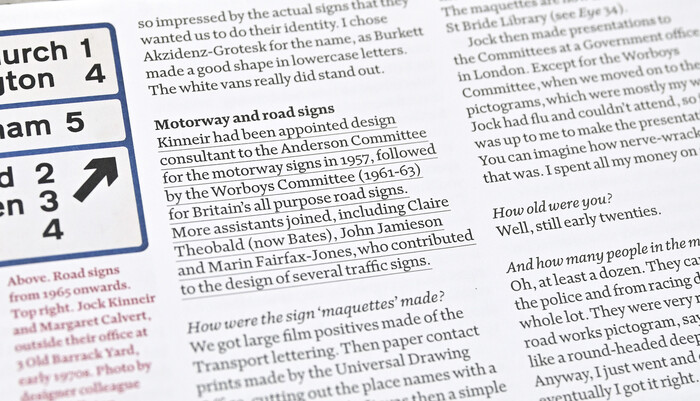 urch 1
gton 4
ham 5
d 2
en 3
4
Above. Road signs
from 1965 onwards.
Top right. Jock Kinneir
and Margaret Calvert,
outside their office at
3 Old Barrack Yard,
early 1970s. Photo by
designer colleague
so impressed by the actual signs that they
wanted us to do their identity. I chose
Akzidenz-Grotesk for the name, as Burkett
made a good shape in lowercase letters.
The white vans really did stand out.
Motorway and road signs
Kinneir had been appointed design
consultant to the Anderson Committee
for the motorway signs in 1957, followed
by the Worboys Committee (1961-63)
for Britain's all purpose road signs.
More assistants joined, including Claire
Theobald (now Bates), John Jamieson
and Marin Fairfax-Jones, who contributed
to the design of several traffic signs.
How were the sign 'maquettes' made?
We got large film positives made of the
Transport lettering. Then paper contact
prints made by the Universal Drawing
cutting out the place names with a
was then a simple
The maquettes are
St Bride Library (see Eye 34).
Jock then made presentations to
the Committees at a Government office
in London. Except for the Worboys
Committee, when we moved on to the
pictograms, which were mostly my
Jock had flu and couldn't attend, so
was up to me to make the
You can imagine how
that was. I spent all my money on
How old were you?
Well, still early twenties.
And how many people in the
Oh, at least a dozen. They
the police and from racing
whole lot. They were very
road works pictogram,
like a round-headed
Anyway, I just went and
eventually I got it right.